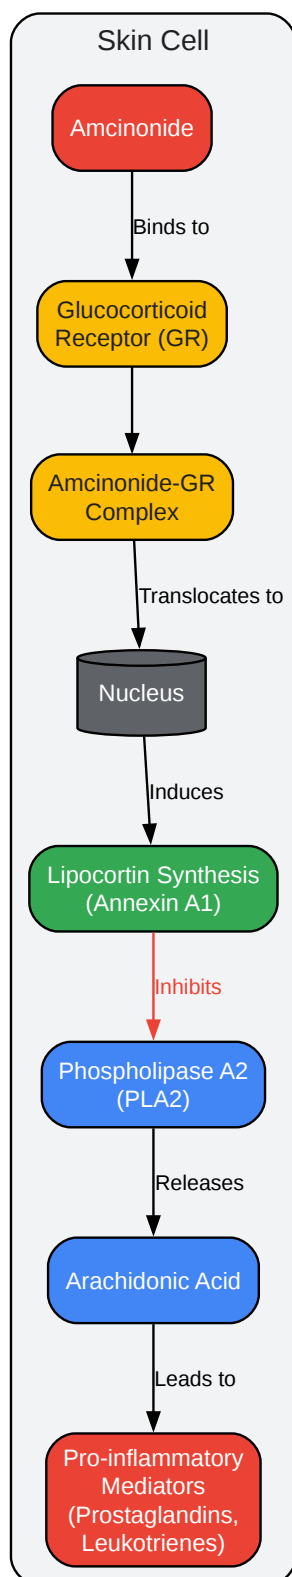 Skin Cell
Amcinonide
Binds to
Glucocorticoid
Receptor (GR)
Amcinonide-GR
Complex
Translocates to
Nucleus
Induces
Lipocortin Synthesis
(Annexin A1)
Inhibits
Phospholipase A2
(PLA2)
Releases
Arachidonic Acid
Leads to
Pro-inflammatory
Mediators
(Prostaglandins,
Leukotrienes)